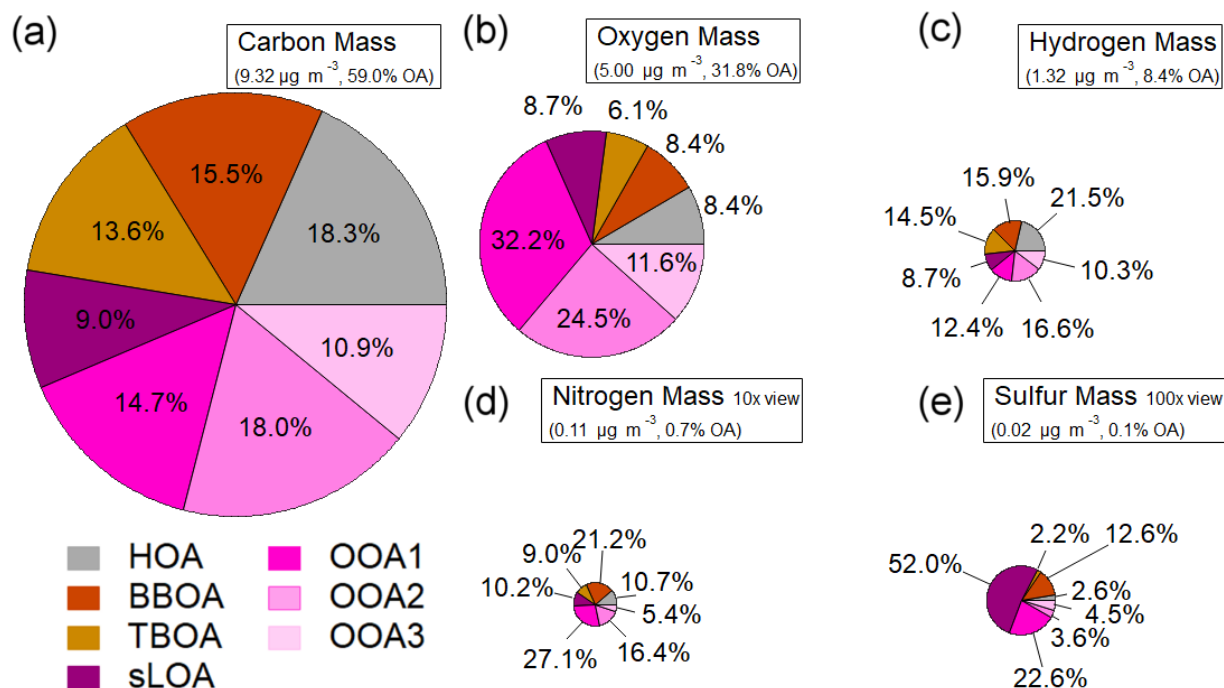 (a)
Carbon Mass
(9.32 µg m⁻³, 59.0% OA)
15.5%
18.3%
13.6%
9.0%
10.9%
14.7%
18.0%
(b)
Oxygen Mass
(5.00 µg m⁻³, 31.8% OA)
8.7%
6.1%
8.4%
8.4%
32.2%
11.6%
24.5%
(c)
Hydrogen Mass
(1.32 µg m⁻³, 8.4% OA)
15.9%
21.5%
14.5%
8.7%
10.3%
12.4%
16.6%
(d)
Nitrogen Mass 10x view
(0.11 µg m⁻³, 0.7% OA)
21.2%
9.0%
10.7%
10.2%
5.4%
27.1%
16.4%
(e)
Sulfur Mass 100x view
(0.02 µg m⁻³, 0.1% OA)
2.2%
12.6%
52.0%
2.6%
4.5%
3.6%
22.6%
HOA
BBOA
TBOA
sLOA
OOA1
OOA2
OOA3